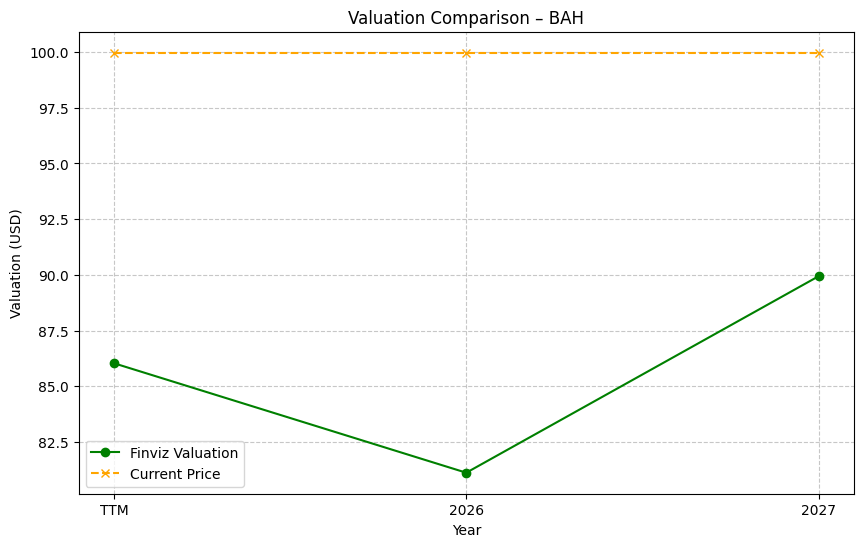 Valuation Comparison – BAH
Valuation (USD)
100.0
97.5
95.0
92.5
90.0
87.5
85.0
82.5
Finviz Valuation
Current Price
TTM
2026
2027
Year